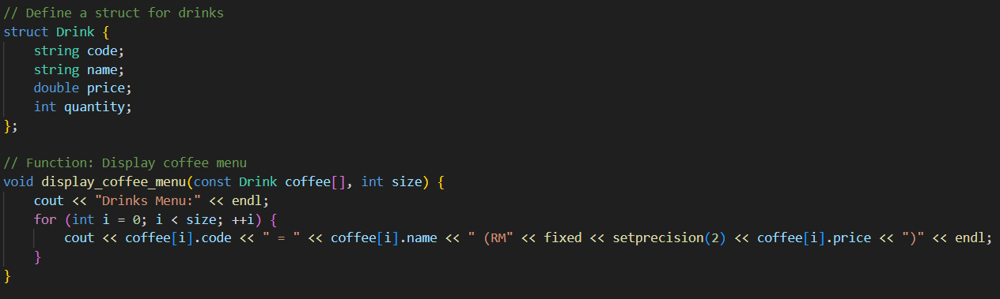 // Define a struct for drinks
struct Drink {
    string code;
    string name;
    double price;
    int quantity;
};

// Function: Display coffee menu
void display_coffee_menu(const Drink coffee[], int size) {
    cout << "Drinks Menu:" << endl;
    for (int i = 0; i < size; ++i) {
        cout << coffee[i].code << " = " << coffee[i].name << " (RM" << fixed << setprecision(2) << coffee[i].price << ")" << endl;
    }
}